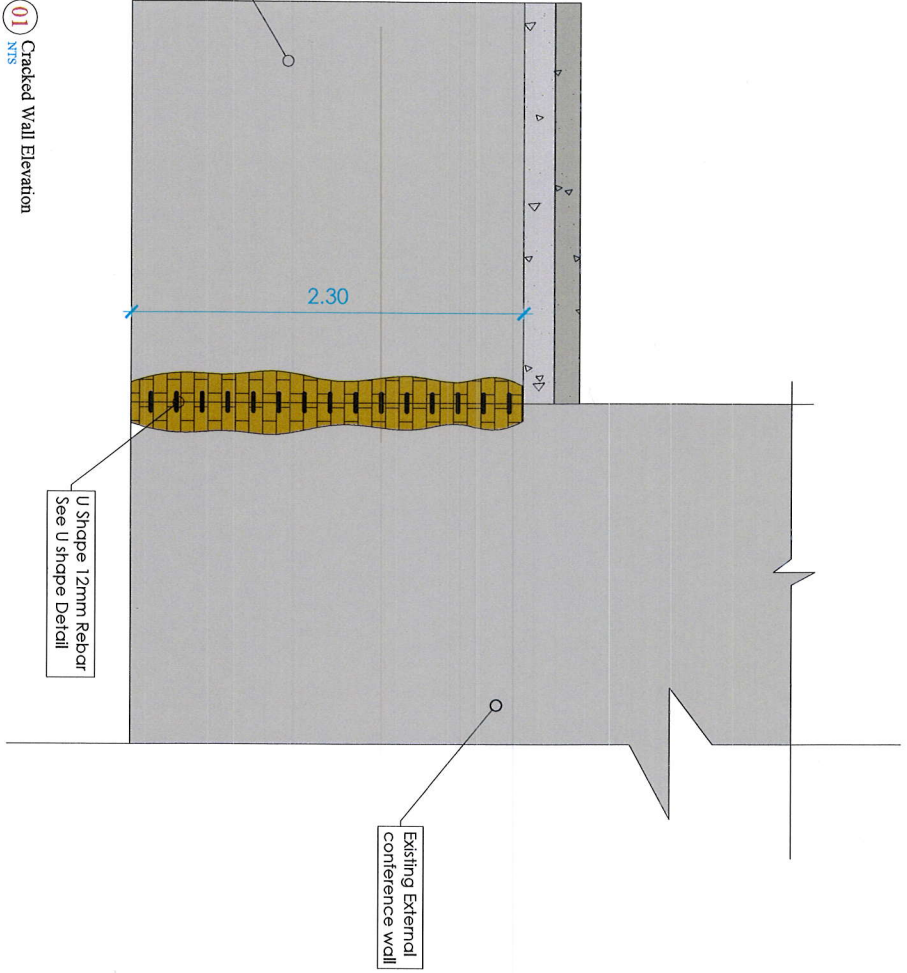 2.30
U Shape 12mm Rebar
See U shape Detail
Existing External
conference wall
01
Cracked Wall Elevation
NTS